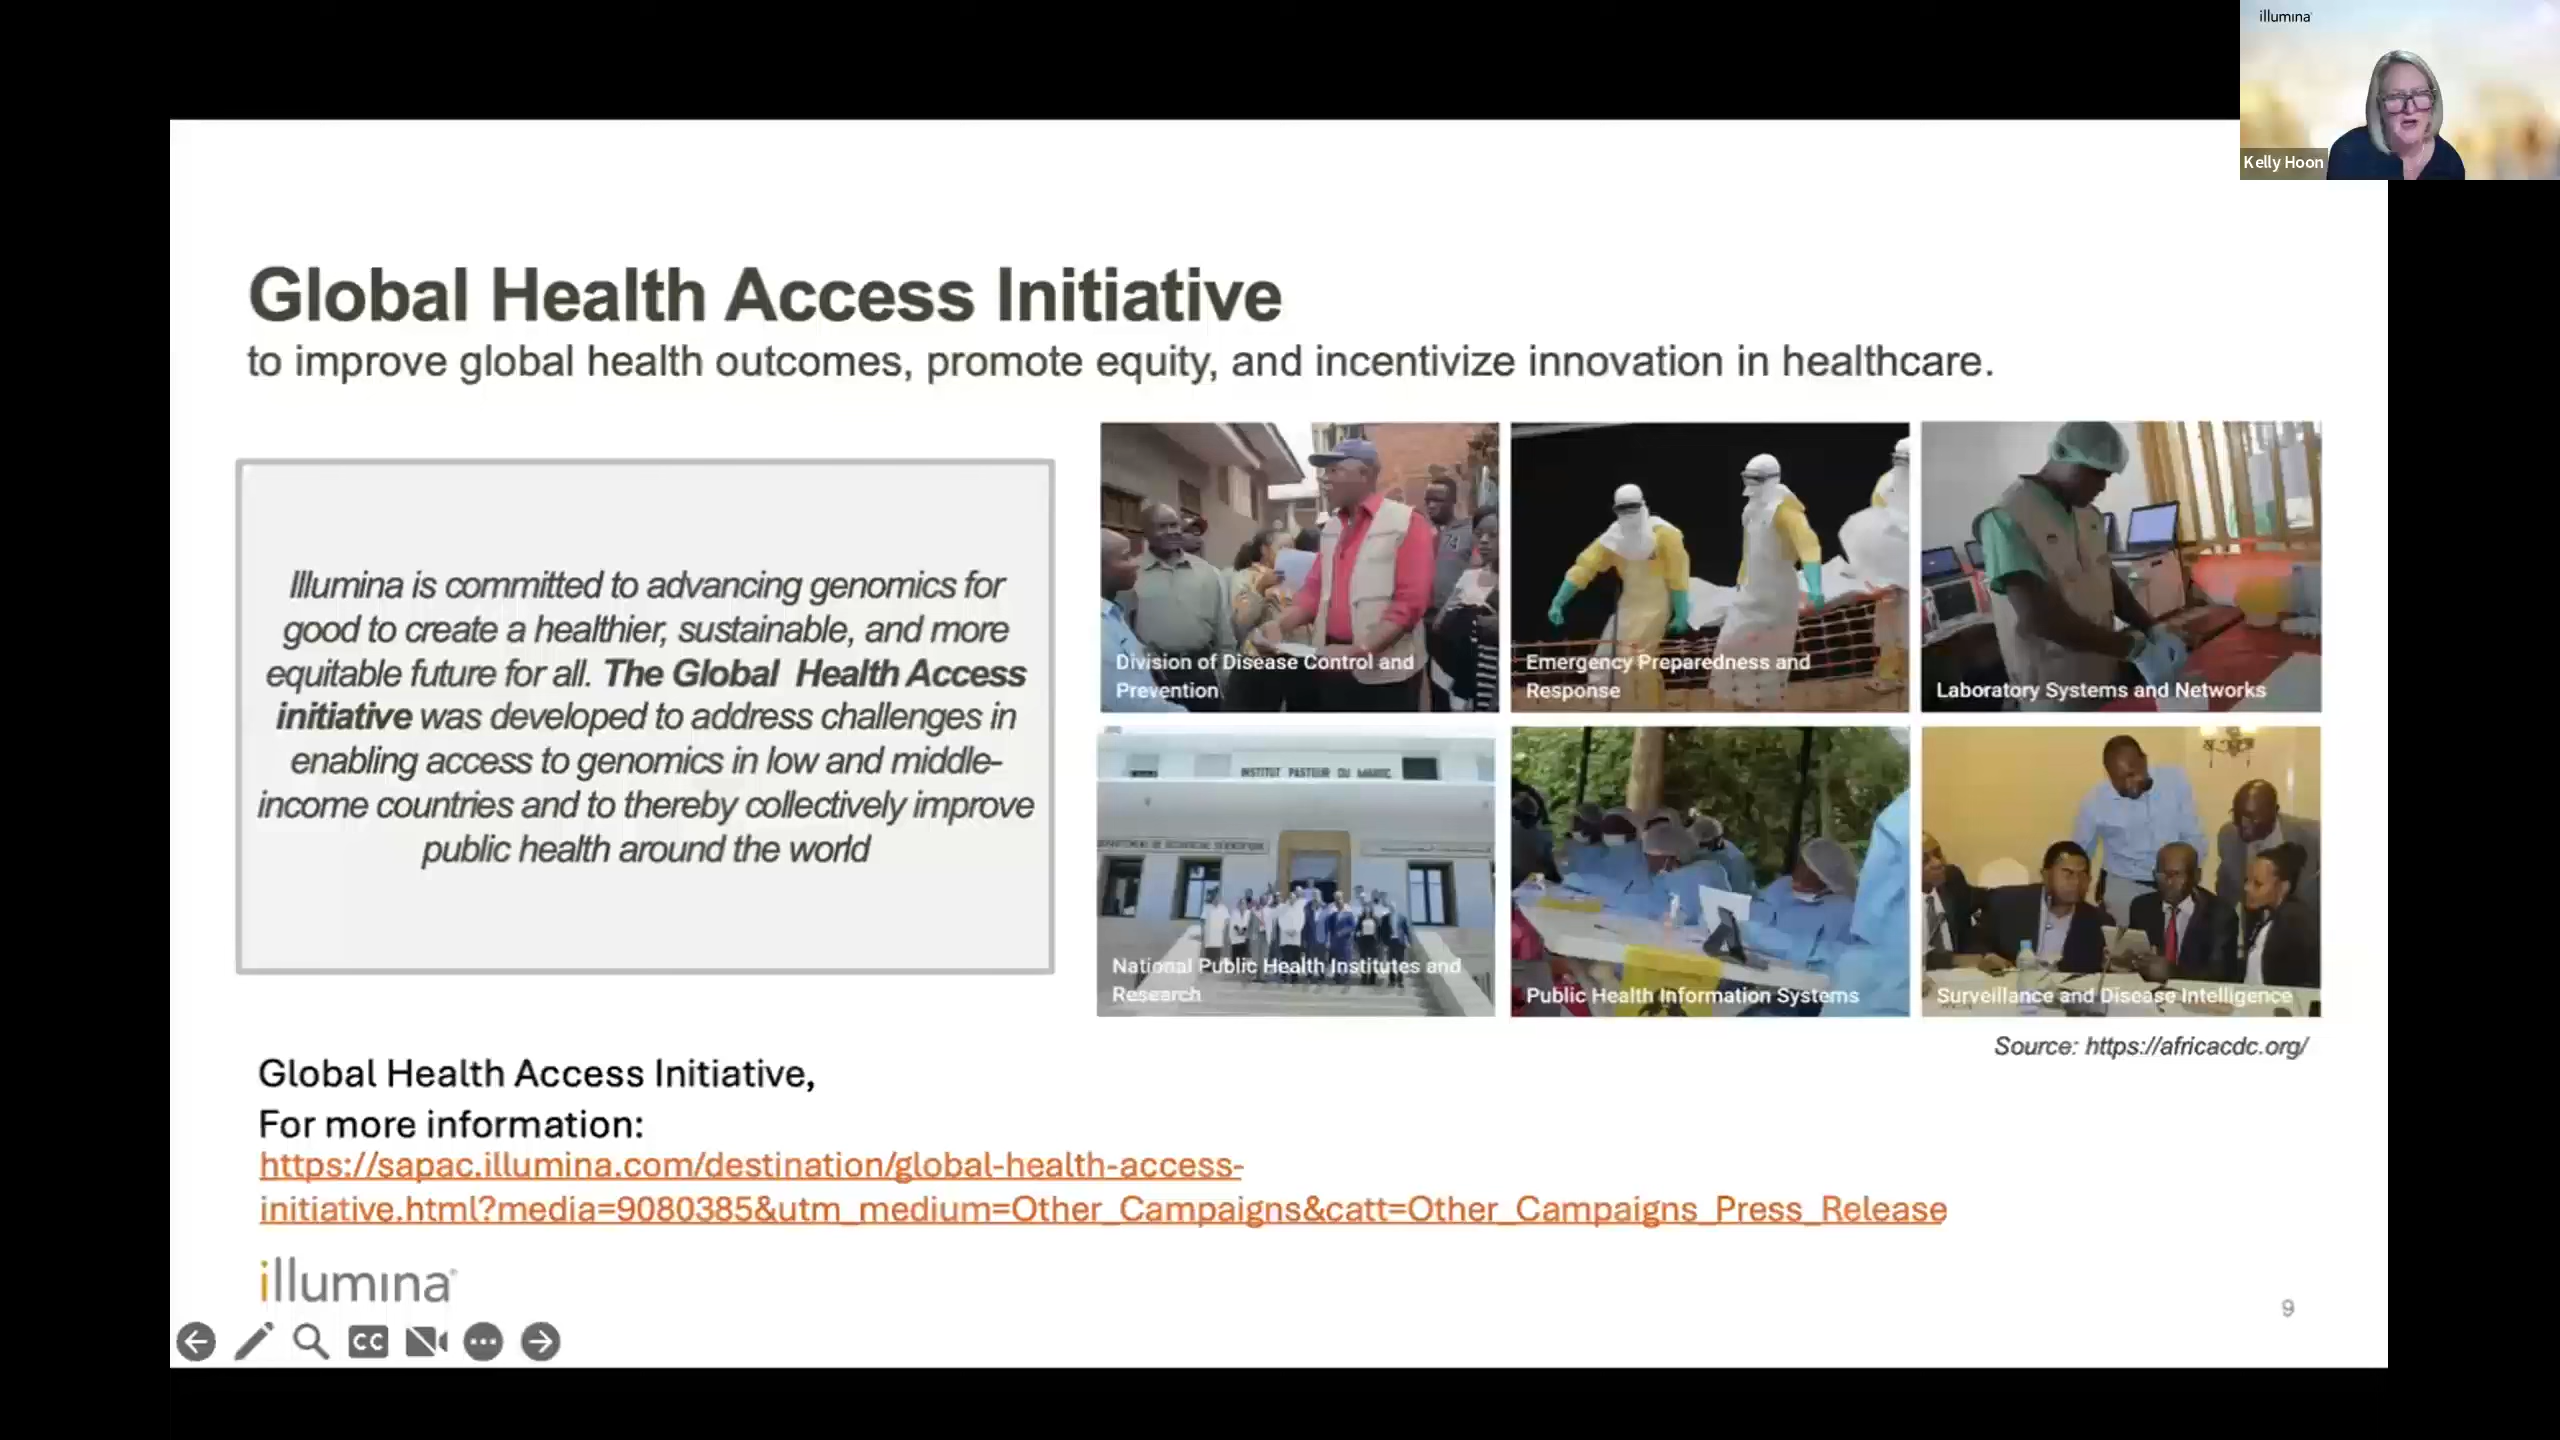 illumina
Kelly Hoon
Global Health Access Initiative
to improve global health outcomes, promote equity, and incentivize innovation in healthcare.
Illumina is committed to advancing genomics for
good to create a healthier, sustainable, and more
equitable future for all. The Global Health Access
initiative was developed to address challenges in
enabling access to genomics in low and middle-
income countries and to thereby collectively improve
public health around the world
Division of Disease Control and
Prevention
Emergency Preparedness and
Response
Laboratory Systems and Networks
INSTITUT PASTEUR DU MAROC
National Public Health Institutes and
Research
Public Health Information Systems
Surveillance and Disease Intelligence
74
Source: https://africacdc.org/
Global Health Access Initiative,
For more information:
https://sapac.illumina.com/destination/global-health-access-
initiative.html?media=9080385&utm_medium=Other_Campaigns&catt=Other_Campaigns_Press_Release
illumina®
9
CC